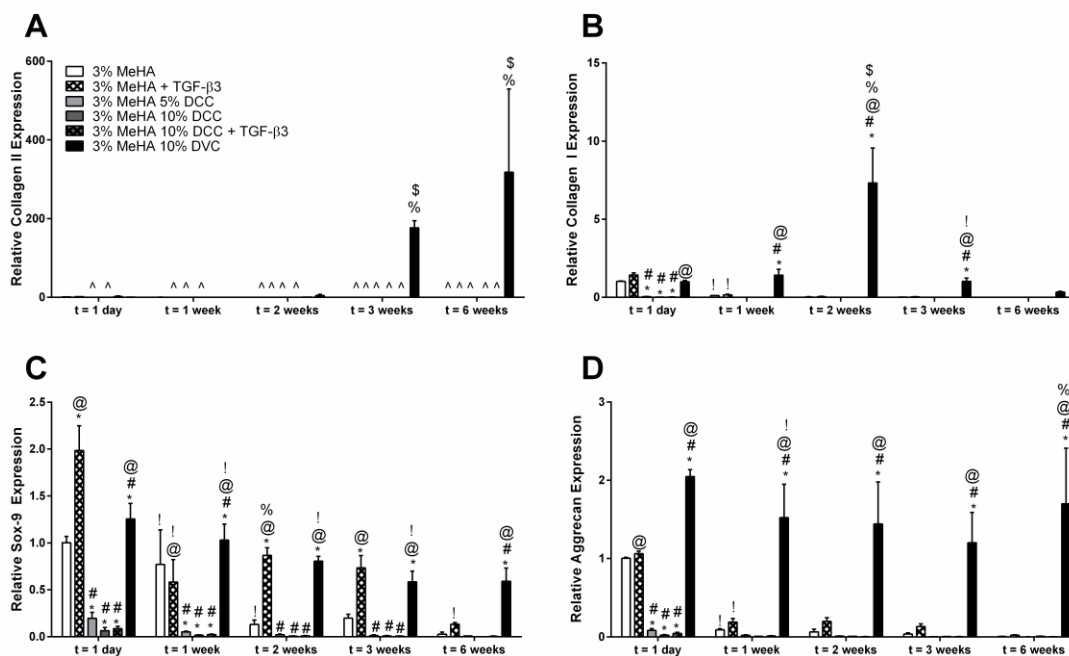 A
Relative Collagen II Expression
600
400
200
0
3% MeHA
3% MeHA + TGF-β3
3% MeHA 5% DCC
3% MeHA 10% DCC
3% MeHA 10% DCC + TGF-β3
3% MeHA 10% DVC
$
%
$
%
^ ^ ^ ^ ^ ^ ^ ^ ^ ^ ^ ^ ^ ^ ^ ^ ^ ^ ^
t = 1 day t = 1 week t = 2 weeks t = 3 weeks t = 6 weeks
B
Relative Collagen I Expression
15
10
5
0
$
%
@
#
*
!
@
#
*
@
#
*
# # # @
* * *
! !
t = 1 day t = 1 week t = 2 weeks t = 3 weeks t = 6 weeks
C
Relative Sox-9 Expression
2.5
2.0
1.5
1.0
0.5
0.0
@
*
@
#
*
# # #
* * *
!
!
@
!
@
#
*
# # #
* * *
!
%
@
*
# # #
!
@
*
@
*
# # #
!
@
*
!
@
#
*
t = 1 day t = 1 week t = 2 weeks t = 3 weeks t = 6 weeks
D
Relative Aggrecan Expression
3
2
1
0
@
# # #
* * *
@
#
*
! !
!
@
#
*
@
#
*
@
#
*
%
@
#
*
t = 1 day t = 1 week t = 2 weeks t = 3 weeks t = 6 weeks